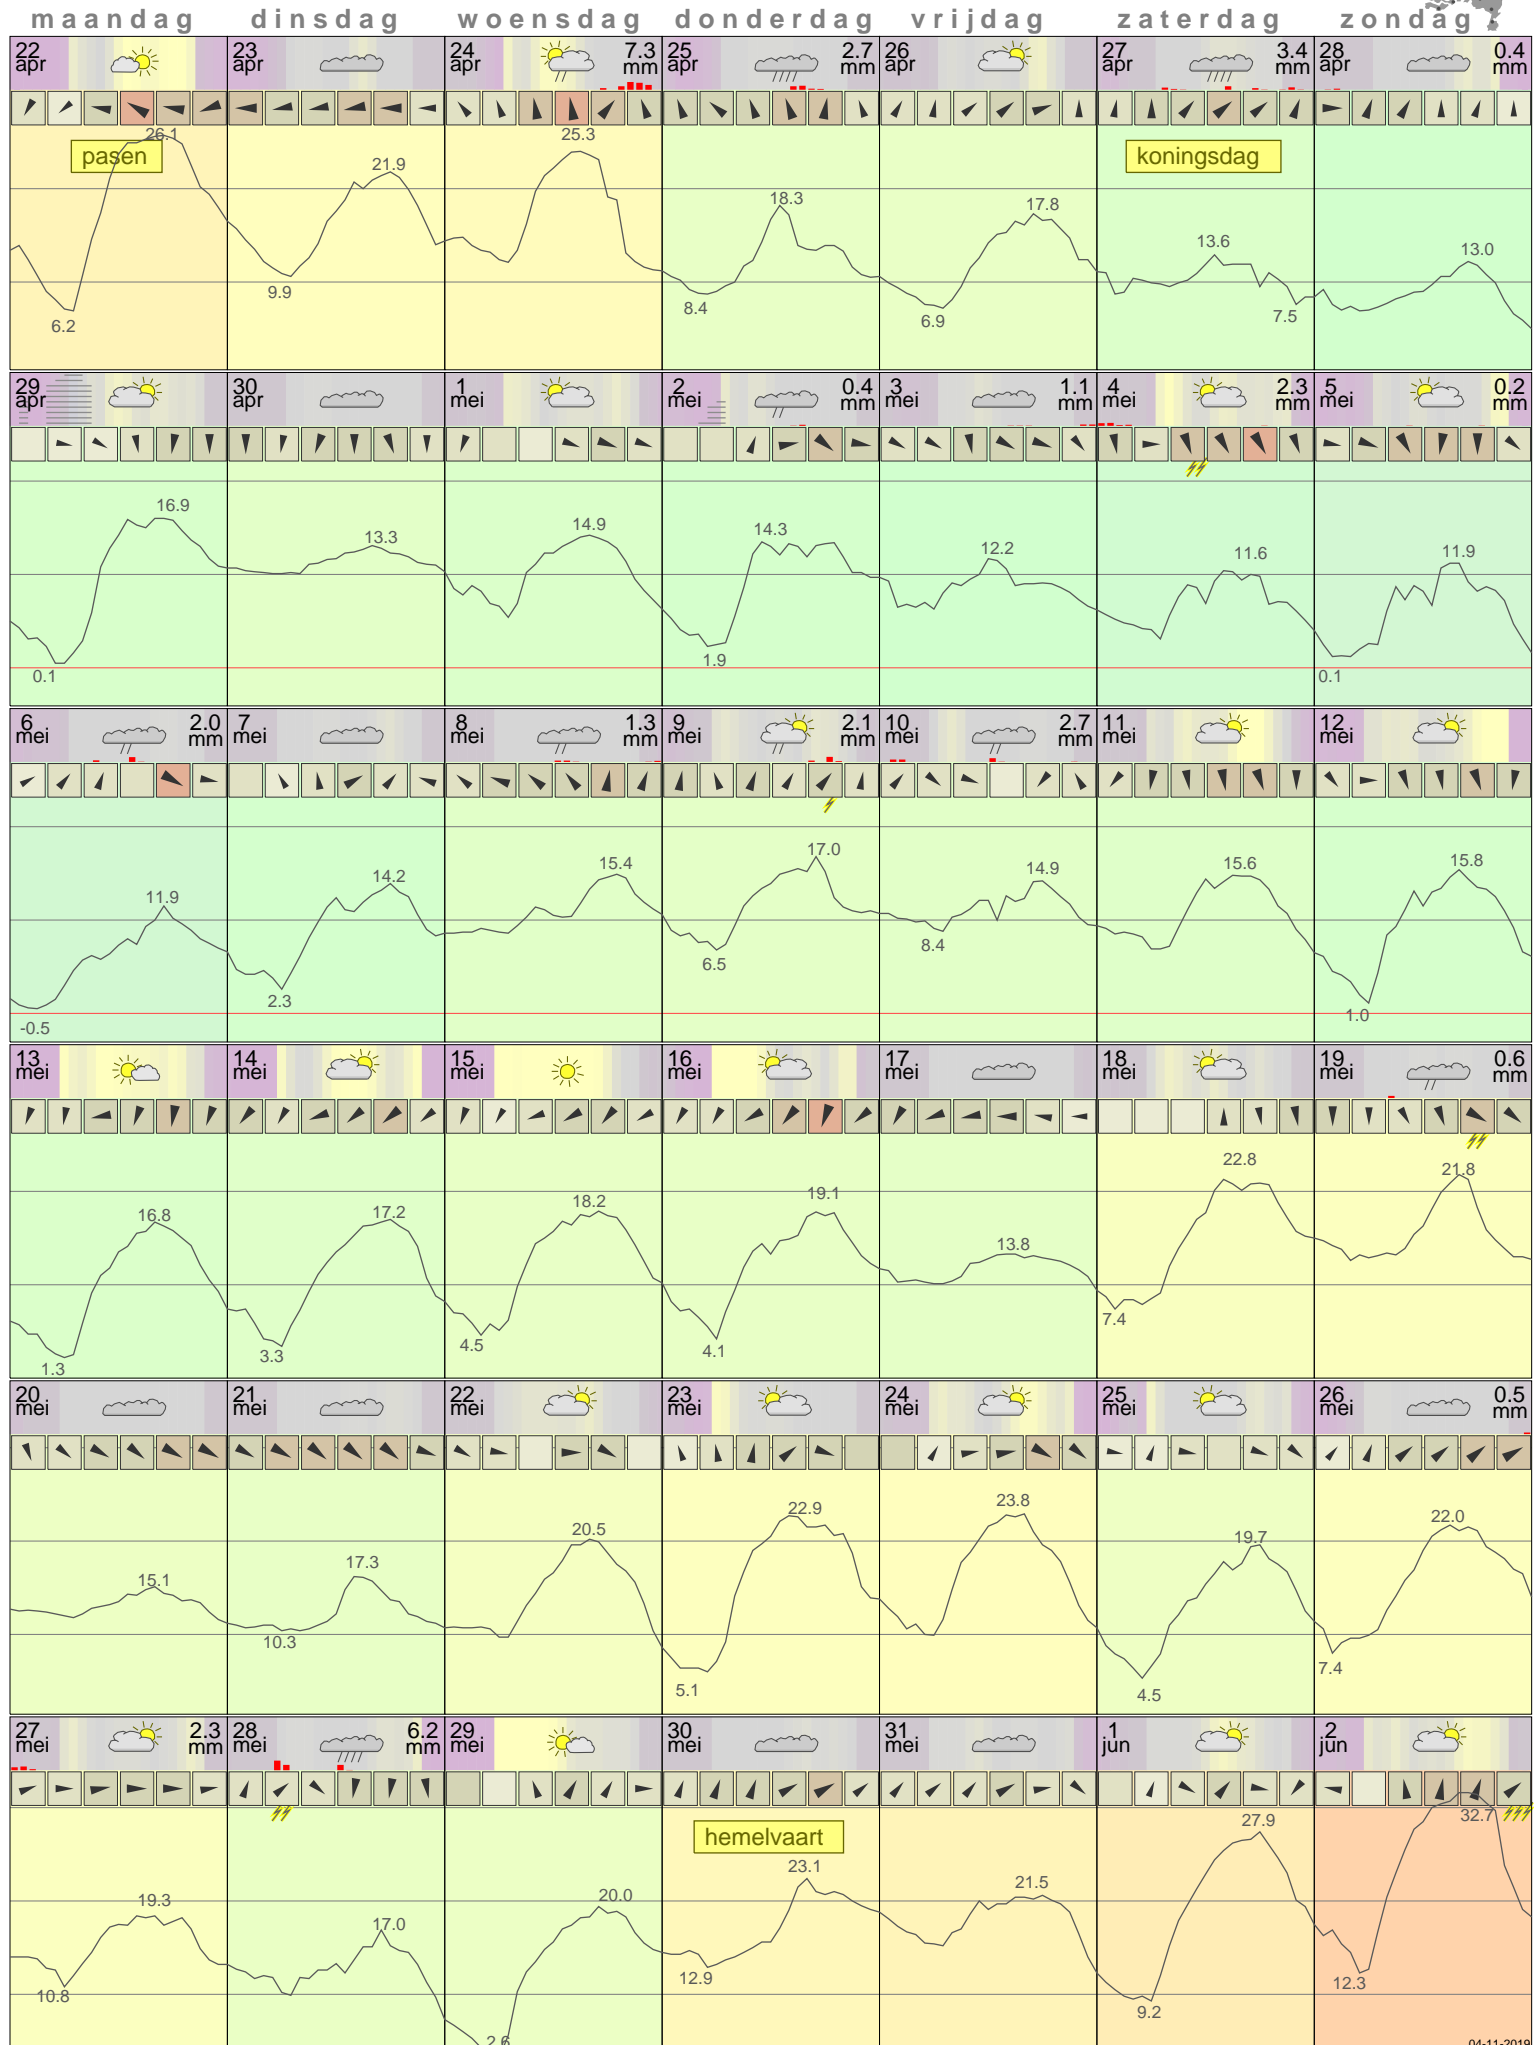 maandag dinsdag woensdag donderdag vrijdag zaterdag zondag
22 23 24 7.3 25 2.7 26 27 3.4 28 0.4
apr apr apr mm apr mm apr apr mm apr mm
26.1 25.3
pasen koningsdag
21.9
18.3 17.8
13.6 13.0
9.9 8.4 6.9 7.5
6.2
29 30 1 2 0.4 3 1.1 4 2.3 5 0.2
apr apr mei mei mm mei mm mei mm mei mm
16.9 13.3 14.9 14.3 12.2 11.6 11.9
0.1 1.9 0.1
6 2.0 7 8 1.3 9 2.1 10 2.7 11 12
mei mm mei mei mm mei mm mei mm mei mei
11.9 14.2 15.4 17.0 14.9 15.6 15.8
-0.5 2.3 6.5 8.4 1.0
13 14 15 16 17 18 19 0.6
mei mei mei mei mei mei mei mm
16.8 17.2 18.2 19.1 13.8 22.8 21.8
1.3 3.3 4.5 4.1 7.4
20 21 22 23 24 25 26 0.5
mei mei mei mei mei mei mei mm
15.1 17.3 20.5 22.9 23.8 19.7 22.0
10.3 5.1 4.5 7.4
27 2.3 28 6.2 29 30 31 1 2
mei mm mei mm mei mei mei jun jun
hemelvaart
19.3 17.0 20.0 23.1 21.5 27.9 32.7
10.8 2.6 12.9 9.2 12.3
04-11-2019